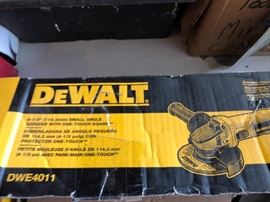 DEWALT
4-1/2" (114.3mm) SMALL ANGLE
GRINDER WITH ONE-TOUCH GUARD™
ESMERILADORA DE ÁNGULO PEQUEÑA
DE 114,3 mm (4-1/2 pulg) CON
PROTECTOR ONE-TOUCH™
PETITE MEULEUSE D'ANGLE DE 114,3 mm
(4 1/2 po) AVEC PARE-MAIN ONE-TOUCH™
DWE4011